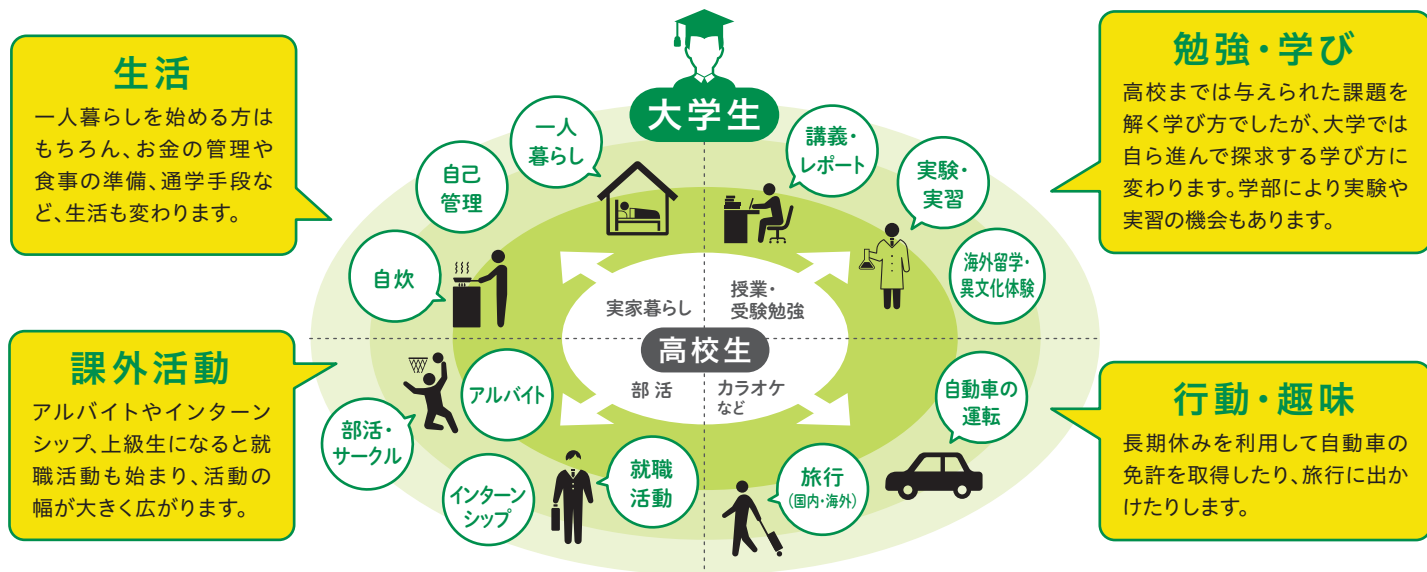 生活
一人暮らしを始める方は
もちろん、お金の管理や
食事の準備、通学手段な
ど、生活も変わります。
勉強・学び
高校までは与えられた課題を
解く学び方でしたが、大学では
自ら進んで探求する学び方に
変わります。学部により実験や
実習の機会もあります。
課外活動
アルバイトやインターン
シップ、上級生になると就
職活動も始まり、活動の
幅が大きく広がります。
行動・趣味
長期休みを利用して自動車の
免許を取得したり、旅行に出か
けたりします。
大学生
一人
暮らし
自己
管理
自炊
講義・
レポート
実験・
実習
海外留学・
異文化体験
実家暮らし
授業・
受験勉強
高校生
部活
カラオケ
など
アルバイト
部活・
サークル
インターン
シップ
就職
活動
旅行
(国内・海外)
自動車の
運転